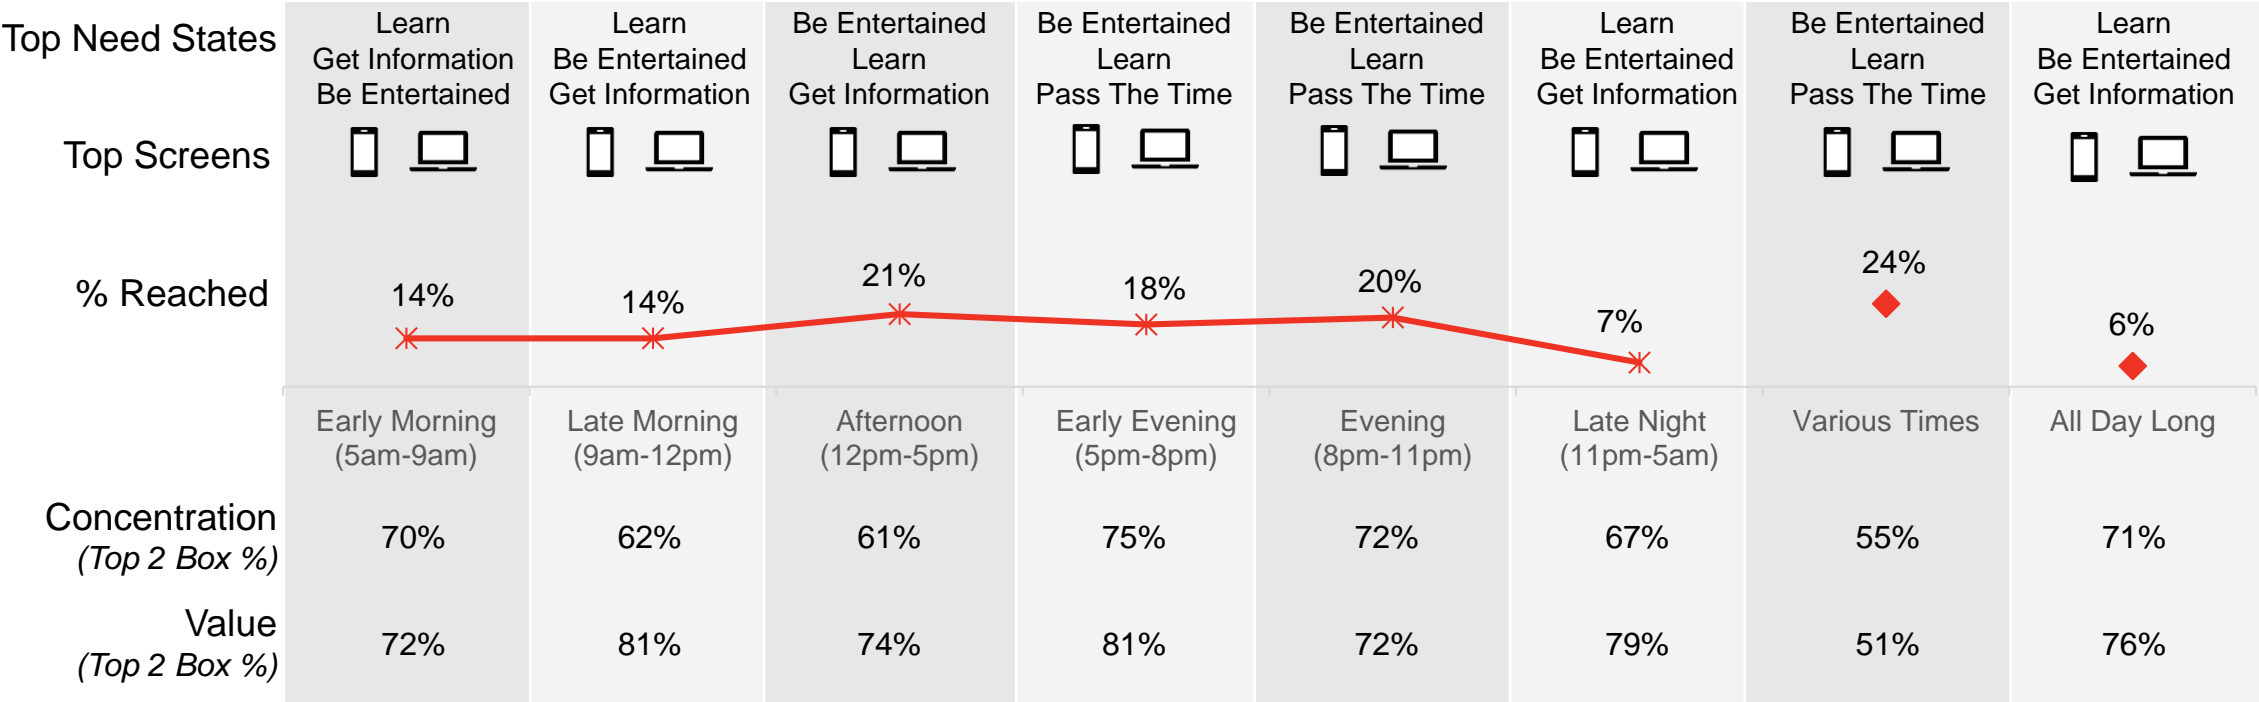 Top Need States
Learn
Get Information
Be Entertained
Learn
Be Entertained
Get Information
Be Entertained
Learn
Get Information
Be Entertained
Learn
Pass The Time
Be Entertained
Learn
Pass The Time
Learn
Be Entertained
Get Information
Be Entertained
Learn
Pass The Time
Learn
Be Entertained
Get Information
Top Screens
% Reached
14%
14%
21%
18%
20%
7%
24%
6%
Early Morning
(5am-9am)
Late Morning
(9am-12pm)
Afternoon
(12pm-5pm)
Early Evening
(5pm-8pm)
Evening
(8pm-11pm)
Late Night
(11pm-5am)
Various Times
All Day Long
Concentration
(Top 2 Box %)
70%
62%
61%
75%
72%
67%
55%
71%
Value
(Top 2 Box %)
72%
81%
74%
81%
72%
79%
51%
76%